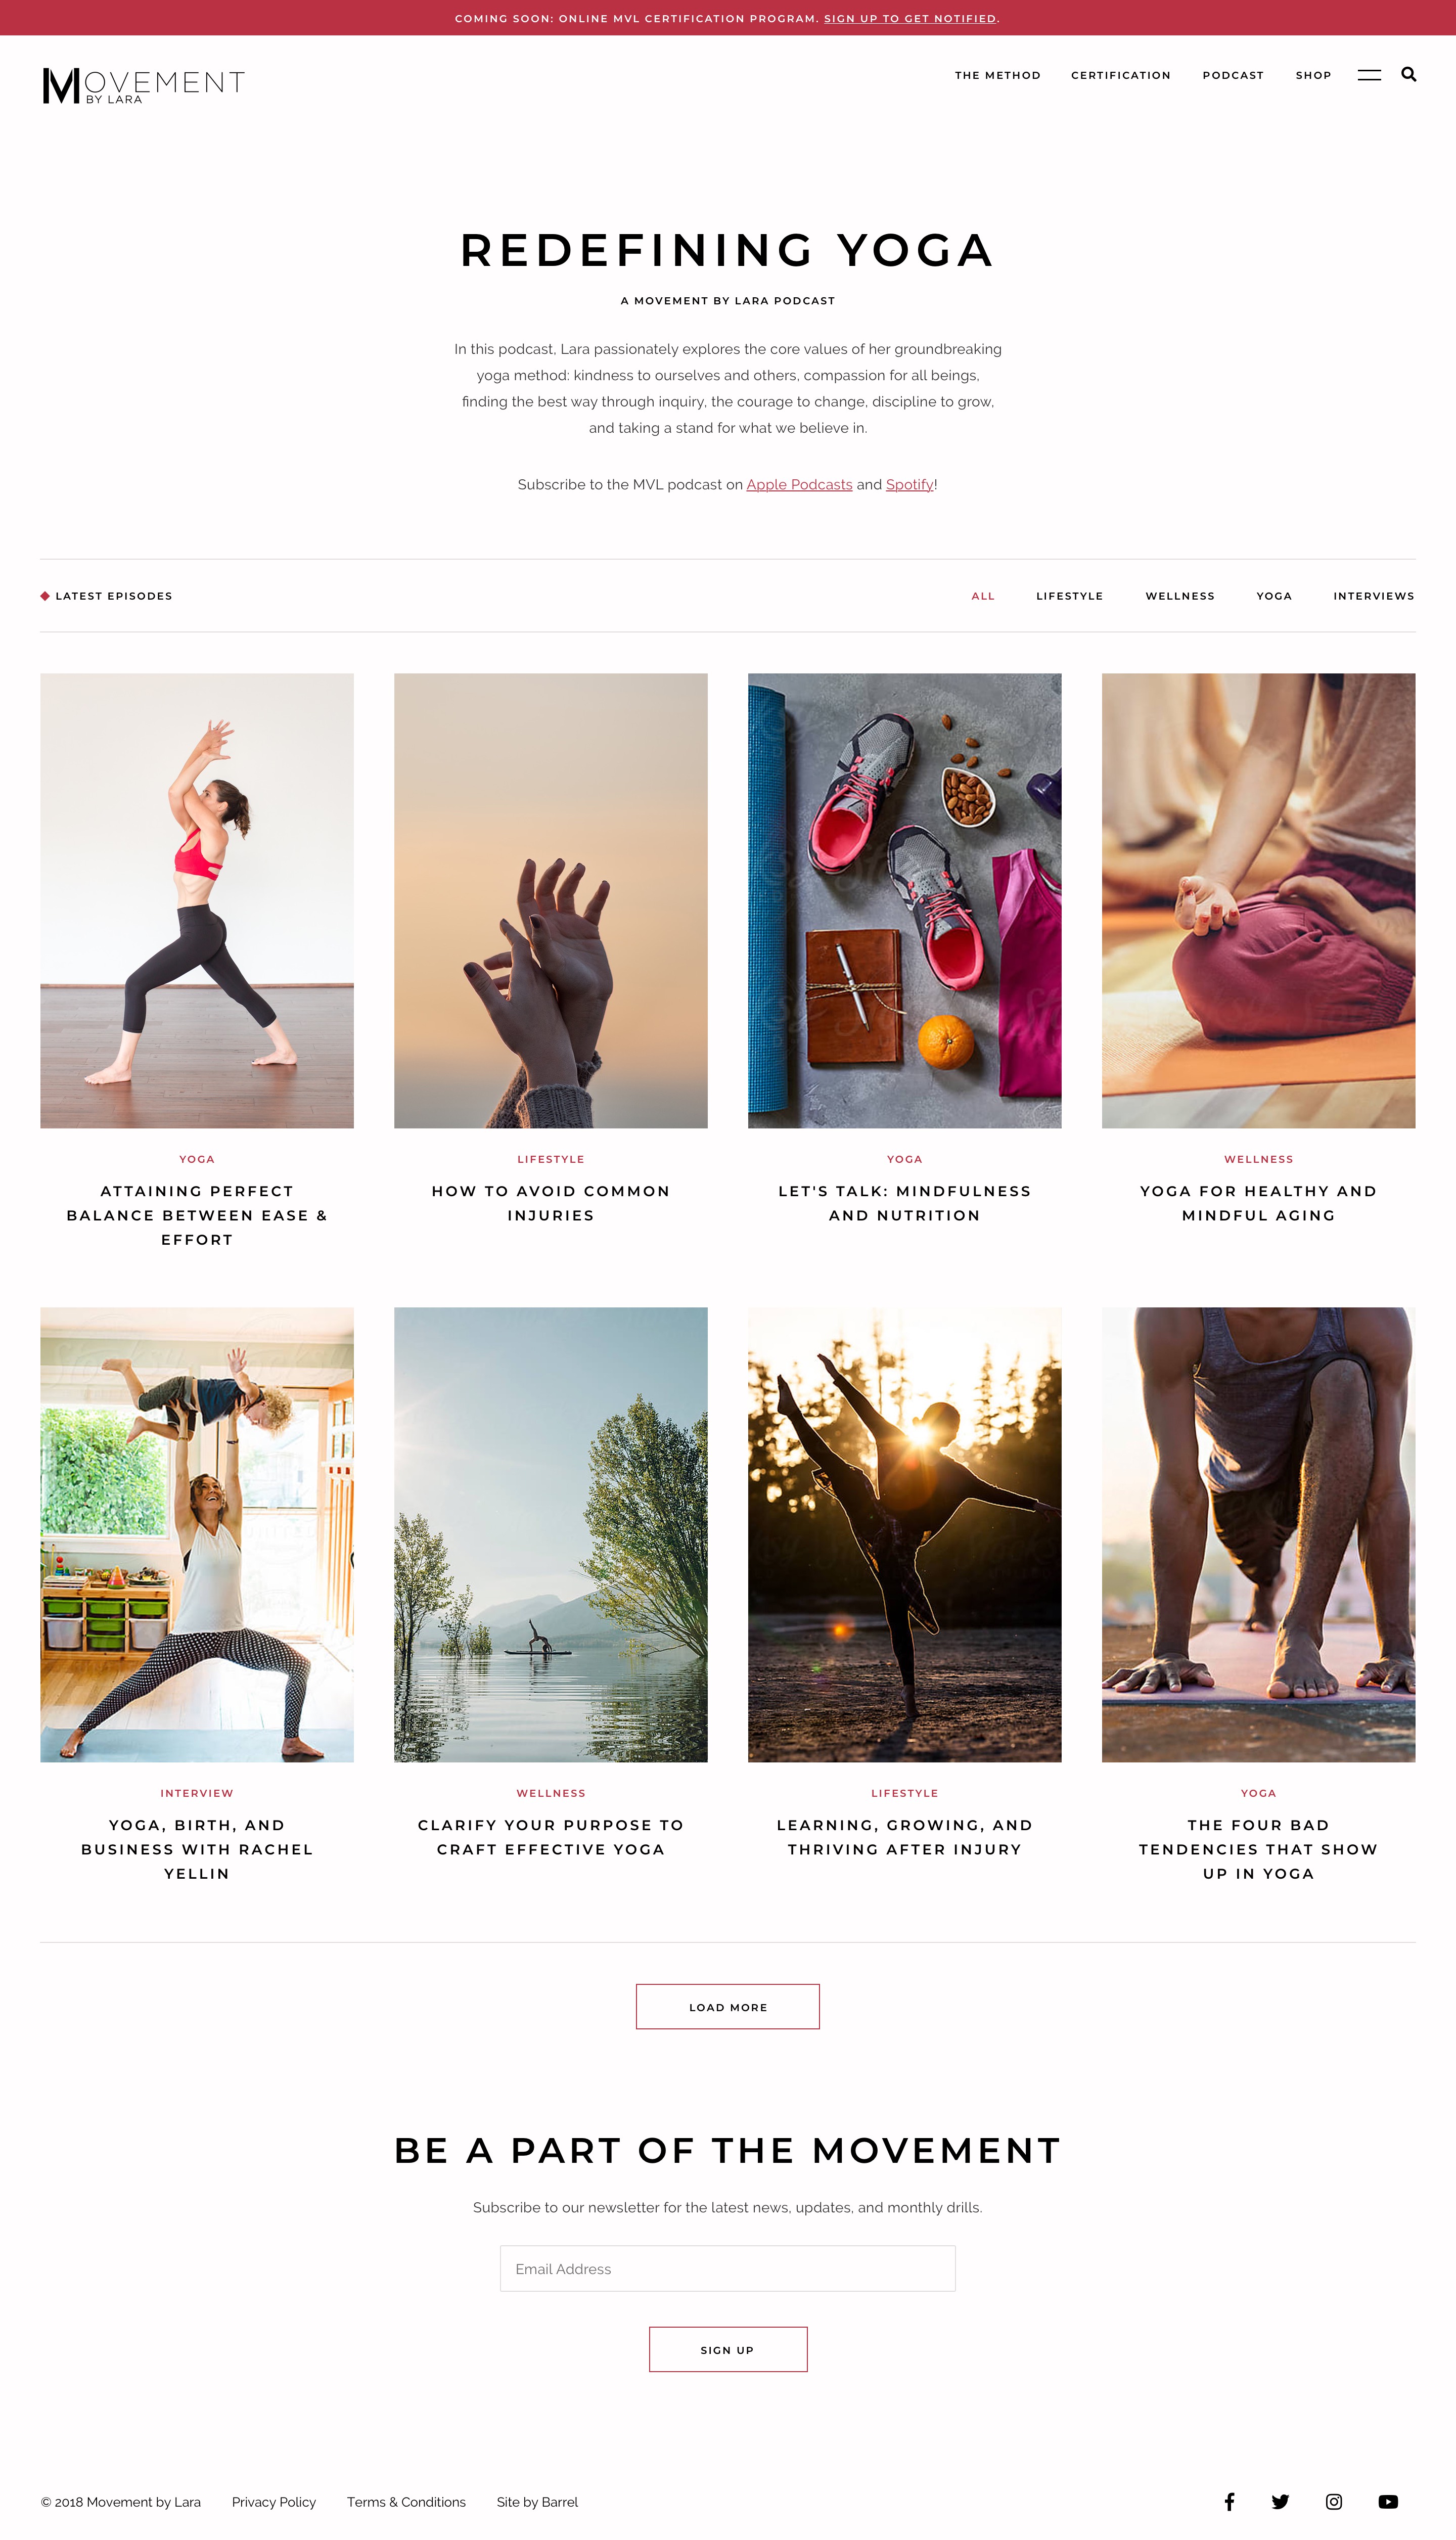 COMING SOON: ONLINE MVL CERTIFICATION PROGRAM. SIGN UP TO GET NOTIFIED.
MOVEMENT
BY LARA
THE METHOD CERTIFICATION PODCAST SHOP
REDEFINING YOGA
A MOVEMENT BY LARA PODCAST
In this podcast, Lara passionately explores the core values of her groundbreaking
yoga method: kindness to ourselves and others, compassion for all beings,
finding the best way through inquiry, the courage to change, discipline to grow,
and taking a stand for what we believe in.
Subscribe to the MVL podcast on Apple Podcasts and Spotify!
LATEST EPISODES
ALL LIFESTYLE WELLNESS YOGA INTERVIEWS
YOGA
ATTAINING PERFECT
BALANCE BETWEEN EASE &
EFFORT
LIFESTYLE
HOW TO AVOID COMMON
INJURIES
YOGA
LET'S TALK: MINDFULNESS
AND NUTRITION
WELLNESS
YOGA FOR HEALTHY AND
MINDFUL AGING
INTERVIEW
YOGA, BIRTH, AND
BUSINESS WITH RACHEL
YELLIN
WELLNESS
CLARIFY YOUR PURPOSE TO
CRAFT EFFECTIVE YOGA
LIFESTYLE
LEARNING, GROWING, AND
THRIVING AFTER INJURY
YOGA
THE FOUR BAD
TENDENCIES THAT SHOW
UP IN YOGA
LOAD MORE
BE A PART OF THE MOVEMENT
Subscribe to our newsletter for the latest news, updates, and monthly drills.
Email Address
SIGN UP
© 2018 Movement by Lara Privacy Policy Terms & Conditions Site by Barrel